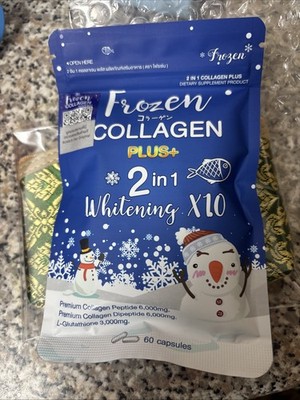 Frozen
OPEN HERE
2 IN 1 COLLAGEN PLUS
DIETARY SUPPLEMENT PRODUCT
Frozen
コラーゲン
COLLAGEN
PLUS+
2 in 1
Whitening X10
Premium Collagen Peptide 6,000mg.
Premium Collagen Dipeptide 6,000mg.
L-Glutathione 3,000mg.
60 capsules